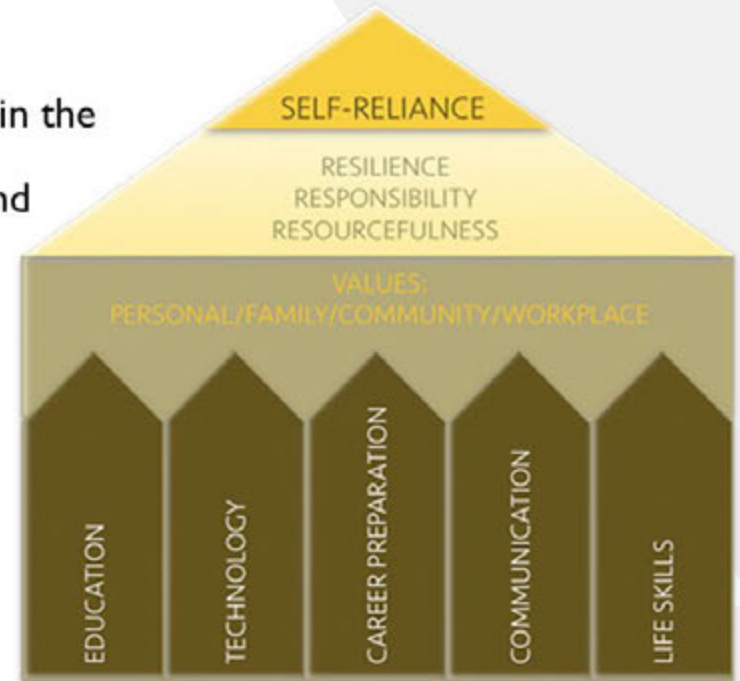 in the
nd
SELF-RELIANCE
RESILIENCE
RESPONSIBILITY
RESOURCEFULNESS
VALUES:
PERSONAL/FAMILY/COMMUNITY/WORKPLACE
EDUCATION
TECHNOLOGY
CAREER PREPARATION
COMMUNICATION
LIFE SKILLS